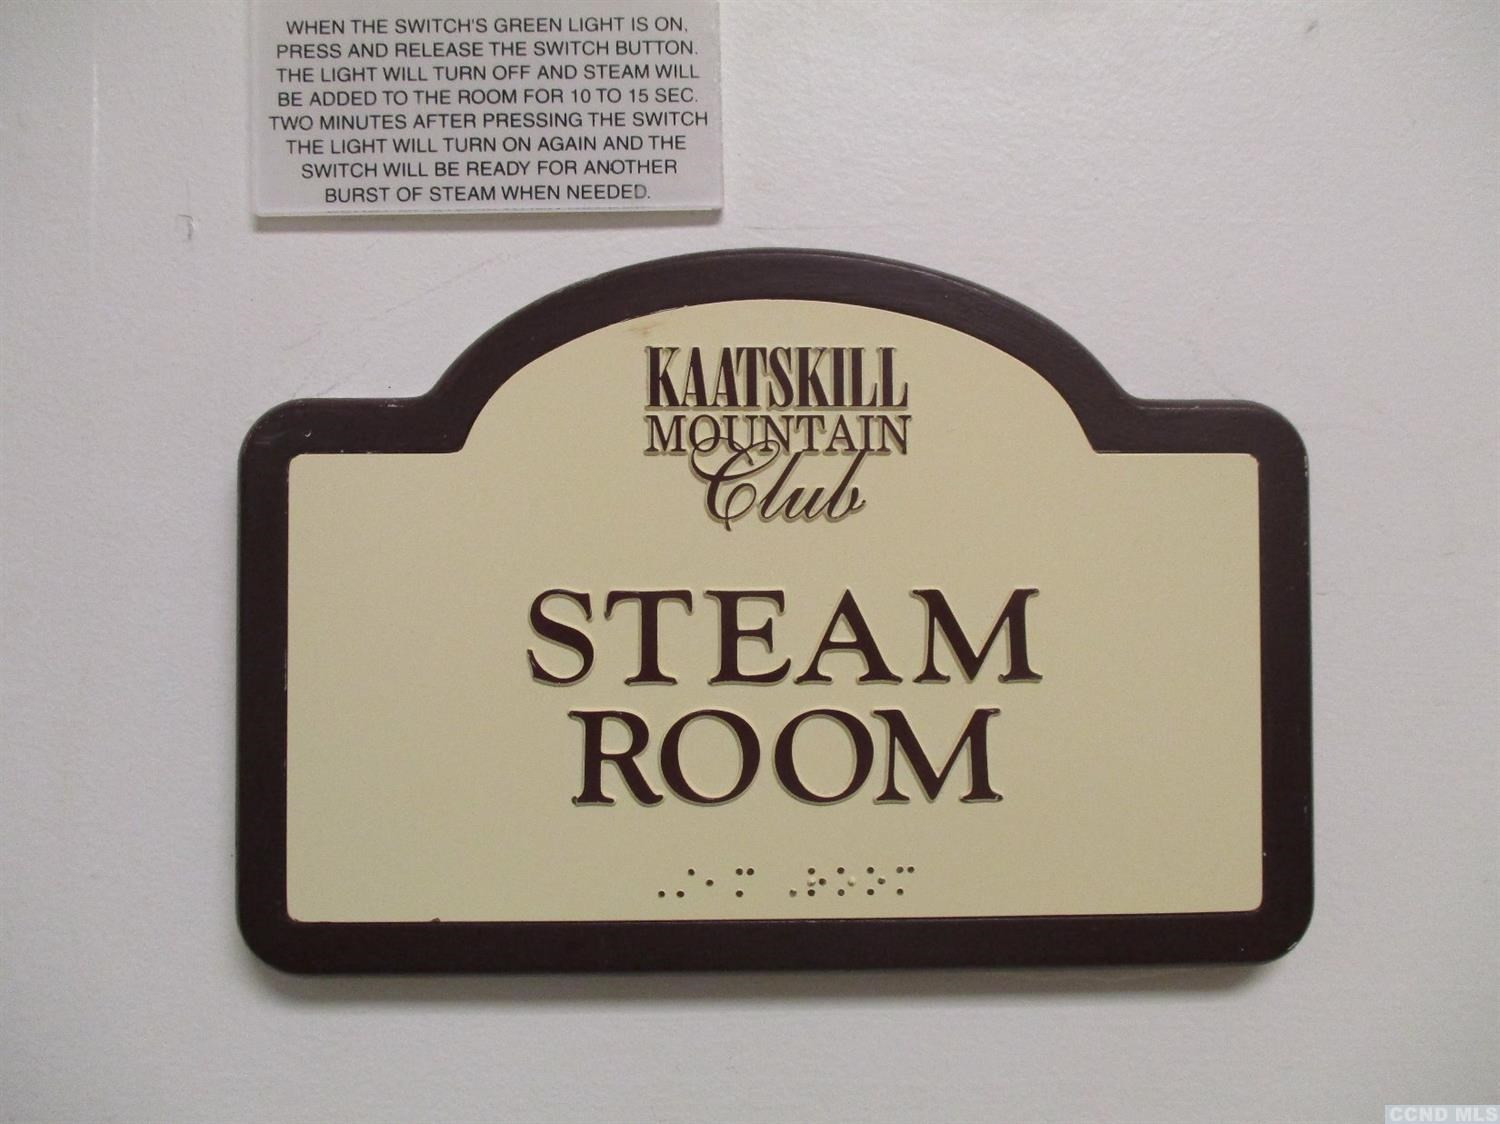 WHEN THE SWITCH'S GREEN LIGHT IS ON,
PRESS AND RELEASE THE SWITCH BUTTON.
THE LIGHT WILL TURN OFF AND STEAM WILL
BE ADDED TO THE ROOM FOR 10 TO 15 SEC.
TWO MINUTES AFTER PRESSING THE SWITCH
THE LIGHT WILL TURN ON AGAIN AND THE
SWITCH WILL BE READY FOR ANOTHER
BURST OF STEAM WHEN NEEDED.
KAATSKILL
MOUNTAIN
Club
STEAM
ROOM
CCND MLS